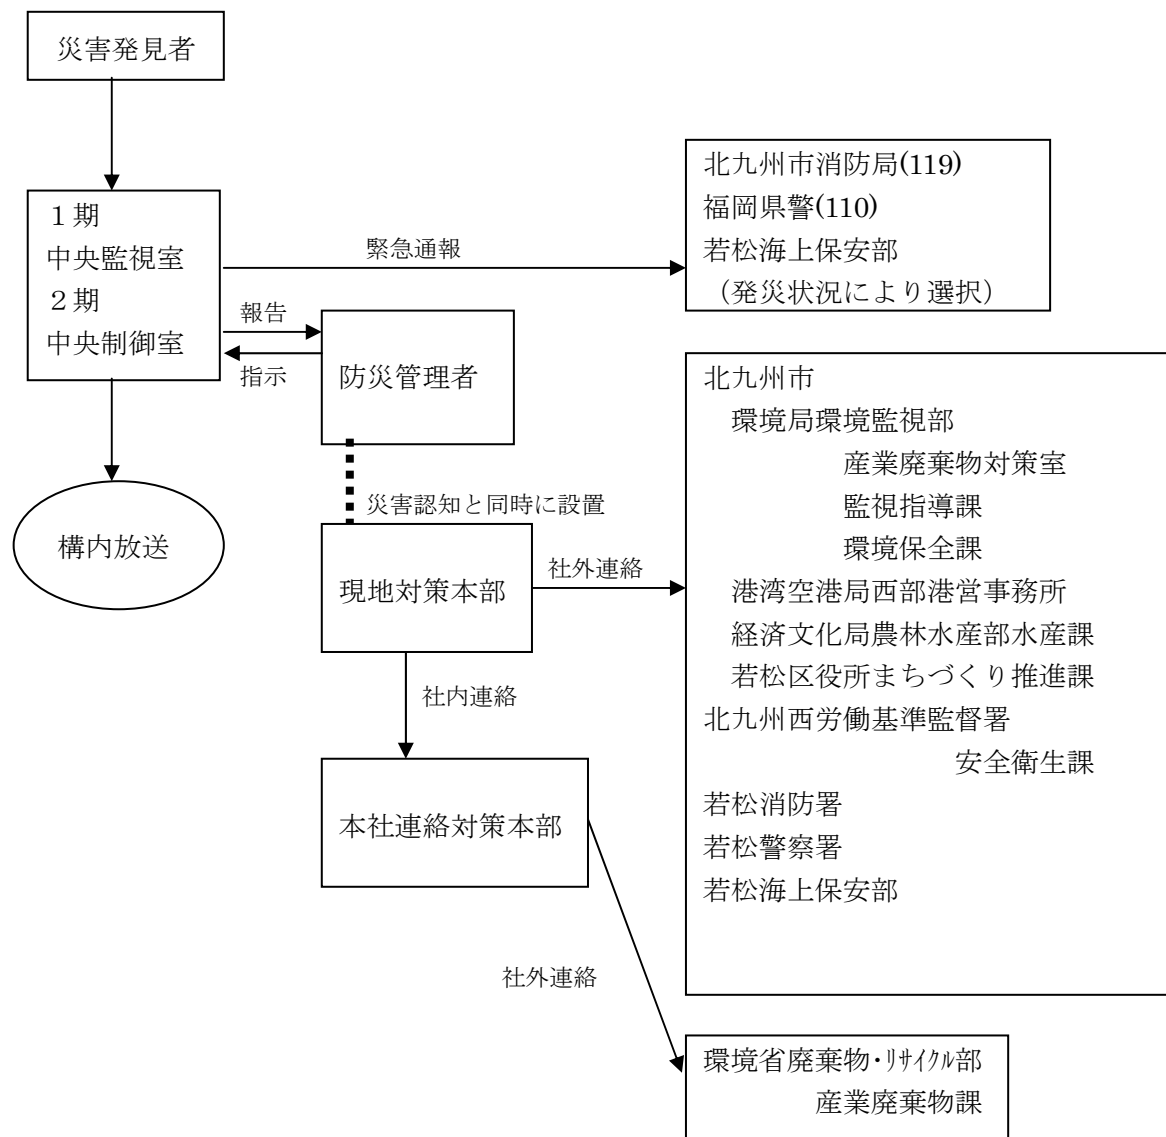 災害発見者
北九州市消防局(119)
福岡県警(110)
若松海上保安部
（発災状況により選択）
１期
中央監視室
２期
中央制御室
緊急通報
報告
指示
防災管理者
災害認知と同時に設置
構内放送
現地対策本部
社外連絡
北九州市
環境局環境監視部
産業廃棄物対策室
監視指導課
環境保全課
港湾空港局西部港営事務所
経済文化局農林水産部水産課
若松区役所まちづくり推進課
北九州西労働基準監督署
安全衛生課
若松消防署
若松警察署
若松海上保安部
社内連絡
本社連絡対策本部
社外連絡
環境省廃棄物･ﾘｻｲｸﾙ部
産業廃棄物課